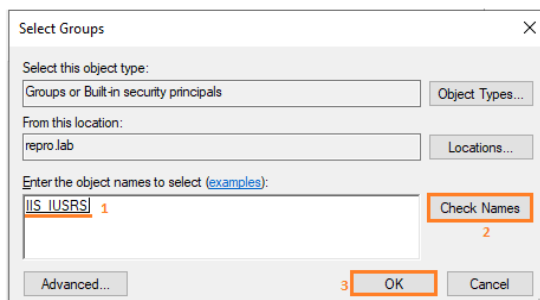 Select Groups
Select this object type:
Groups or Built-in security principals
Object Types...
From this location:
repro.lab
Locations...
Enter the object names to select (examples):
IIS_IUSRS 1
Check Names
2
Advanced...
3 OK
Cancel